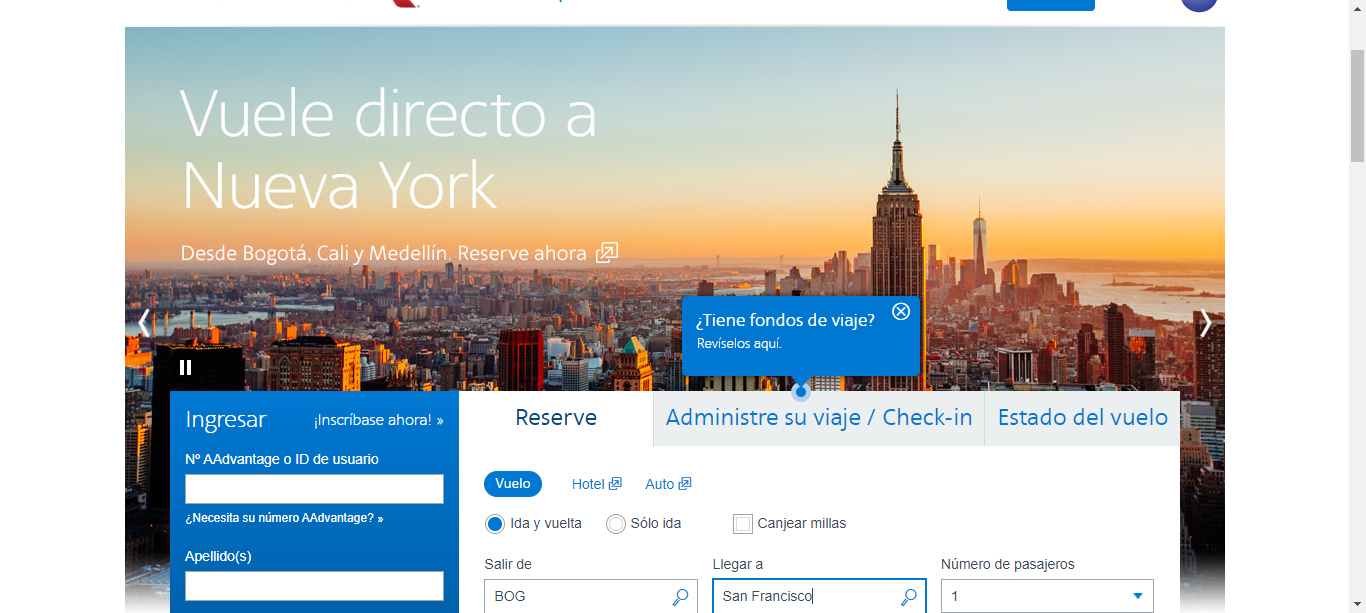 Vuele directo a
Nueva York
Desde Bogotá, Cali y Medellín. Reserve ahora
¿Tiene fondos de viaje?
Revíselos aquí.
Ingresar ¡Inscríbase ahora! »
Nº AAdvantage o ID de usuario
¿Necesita su número AAdvantage? »
Apellido(s)
Reserve Administre su viaje / Check-in Estado del vuelo
Vuelo Hotel Auto
Ida y vuelta Sólo ida Canjear millas
Salir de Llegar a Número de pasajeros
BOG San Francisco 1